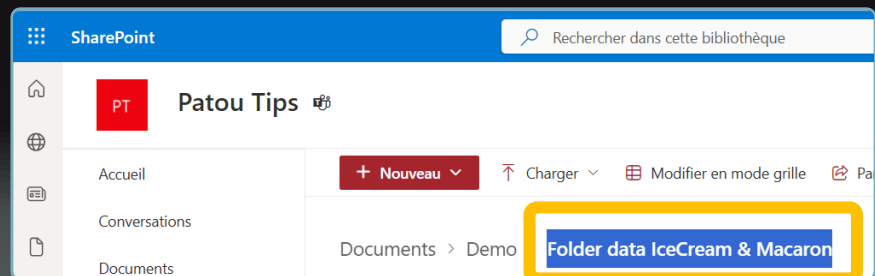 SharePoint
Rechercher dans cette bibliothèque
PT
Patou Tips
Accueil
+ Nouveau
Charger
Modifier en mode grille
Pa
Conversations
Documents > Demo
Folder data IceCream & Macaron
Documents